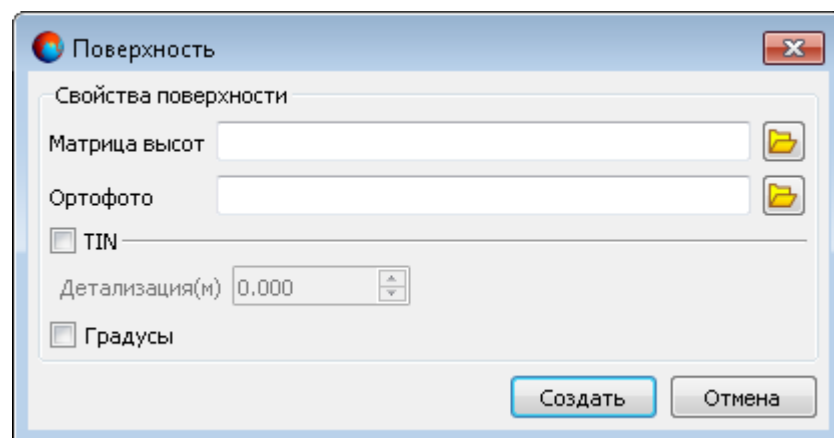 Поверхность
Свойства поверхности
Матрица высот
Ортофото
TIN
Детализация(м) 0.000
Градусы
Создать Отмена